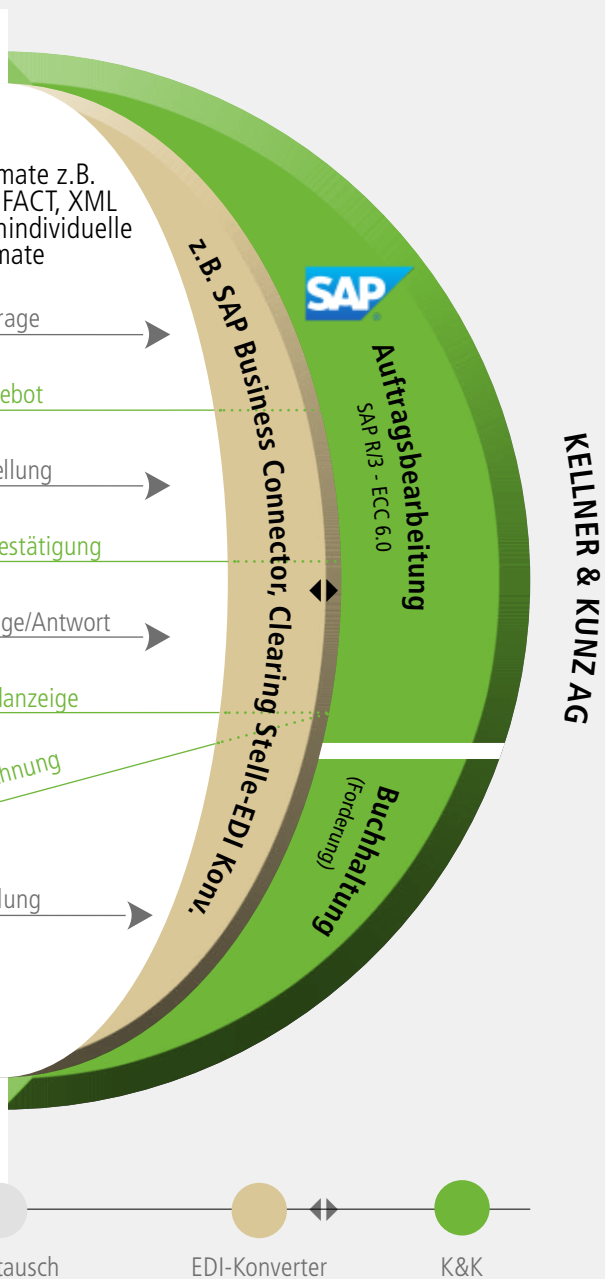 mate z.B.
FACT, XML
nindividuelle
mate
rage
ebot
ellung
estätigung
ge/Antwort
lanzeige
hnung
lung
z.B. SAP Business Connector, Clearing Stelle-EDI Konv.
SAP
Auftragsbearbeitung
SAP R/3 - ECC 6.0
Buchhaltung
(Forderung)
KELLNER & KUNZ AG
tausch
EDI-Konverter
K&K